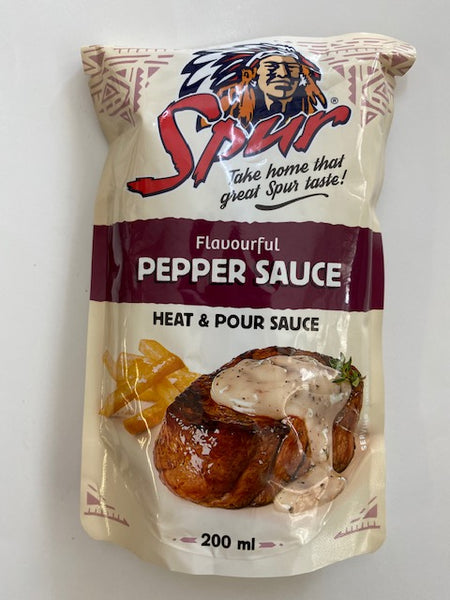 Spur®
Take home that
great Spur taste!
Flavourful
PEPPER SAUCE
HEAT & POUR SAUCE
200 ml